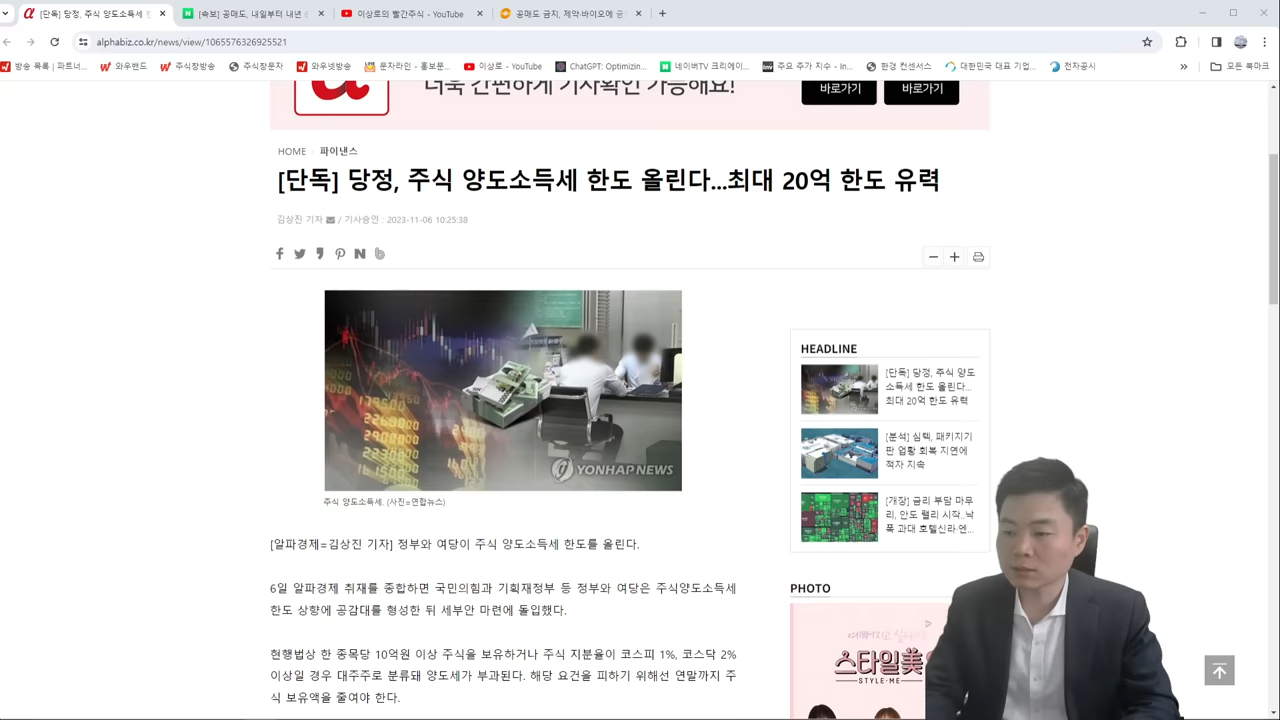 [단독] 당정, 주식 양도소득세 한
[속보] 공매도, 내일부터 내년
이상로의 빨간주식 - YouTube
공매도 금지, 제약·바이오에 긍
alphabiz.co.kr/news/view/1065576326925521
방송 목록 | 파트너...
와우밴드
주식창방송
주식장문자
와우넷방송
문자라인 - 홍보문...
이상로 - YouTube
ChatGPT: Optimizin...
네이버TV 크리에이...
주요 주가 지수 - In...
한경 컨센서스
대한민국 대표 기업...
전자공시
»
모든 북마크
더욱 간편하게 기사확인 가능해요!
바로가기
바로가기
HOME > 파이낸스
[단독] 당정, 주식 양도소득세 한도 올린다...최대 20억 한도 유력
김상진 기자 / 기사승인 : 2023-11-06 10:25:38
YONHAP NEWS
주식 양도소득세. (사진=연합뉴스)
[알파경제=김상진 기자] 정부와 여당이 주식 양도소득세 한도를 올린다.
6일 알파경제 취재를 종합하면 국민의힘과 기획재정부 등 정부와 여당은 주식양도소득세
한도 상향에 공감대를 형성한 뒤 세부안 마련에 돌입했다.
현행법상 한 종목당 10억원 이상 주식을 보유하거나 주식 지분율이 코스피 1%, 코스닥 2%
이상일 경우 대주주로 분류돼 양도세가 부과된다. 해당 요건을 피하기 위해선 연말까지 주
식 보유액을 줄여야 한다.
HEADLINE
[단독] 당정, 주식 양도
소득세 한도 올린다...
최대 20억 한도 유력
[분석] 심텍, 패키지기
판 업황 회복 지연에
적자 지속
[개장] 금리 부담 마무
리, 안도 랠리 시작..낙
폭 과대 호텔신라·엔...
PHOTO
스타일美
STYLE·ME